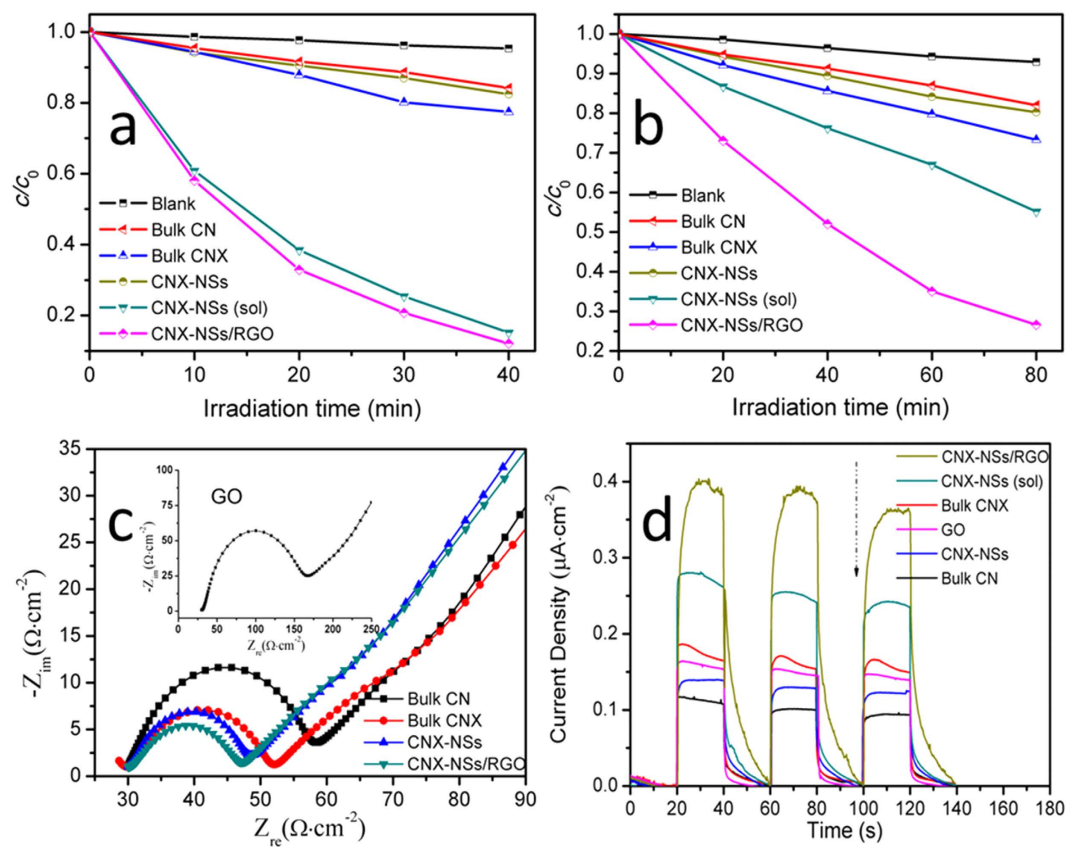 a
c/c0
1.0
0.8
0.6
0.4
0.2
Blank
Bulk CN
Bulk CNX
CNX-NSs
CNX-NSs (sol)
CNX-NSs/RGO
0 10 20 30 40
Irradiation time (min)
b
c/c0
1.0
0.9
0.8
0.7
0.6
0.5
0.4
0.3
0.2
Blank
Bulk CN
Bulk CNX
CNX-NSs
CNX-NSs (sol)
CNX-NSs/RGO
0 20 40 60 80
Irradiation time (min)
c
-Zim(Ω·cm-2)
35
30
25
20
15
10
5
0
GO
-Zim(Ω·cm-2)
100
75
50
25
0
0 50 100 150 200 250
Zre(Ω·cm-2)
Bulk CN
Bulk CNX
CNX-NSs
CNX-NSs/RGO
30 40 50 60 70 80 90
Zre(Ω·cm-2)
d
Current Density (μA·cm-2)
0.4
0.3
0.2
0.1
0.0
CNX-NSs/RGO
CNX-NSs (sol)
Bulk CNX
GO
CNX-NSs
Bulk CN
0 20 40 60 80 100 120 140 160 180
Time (s)